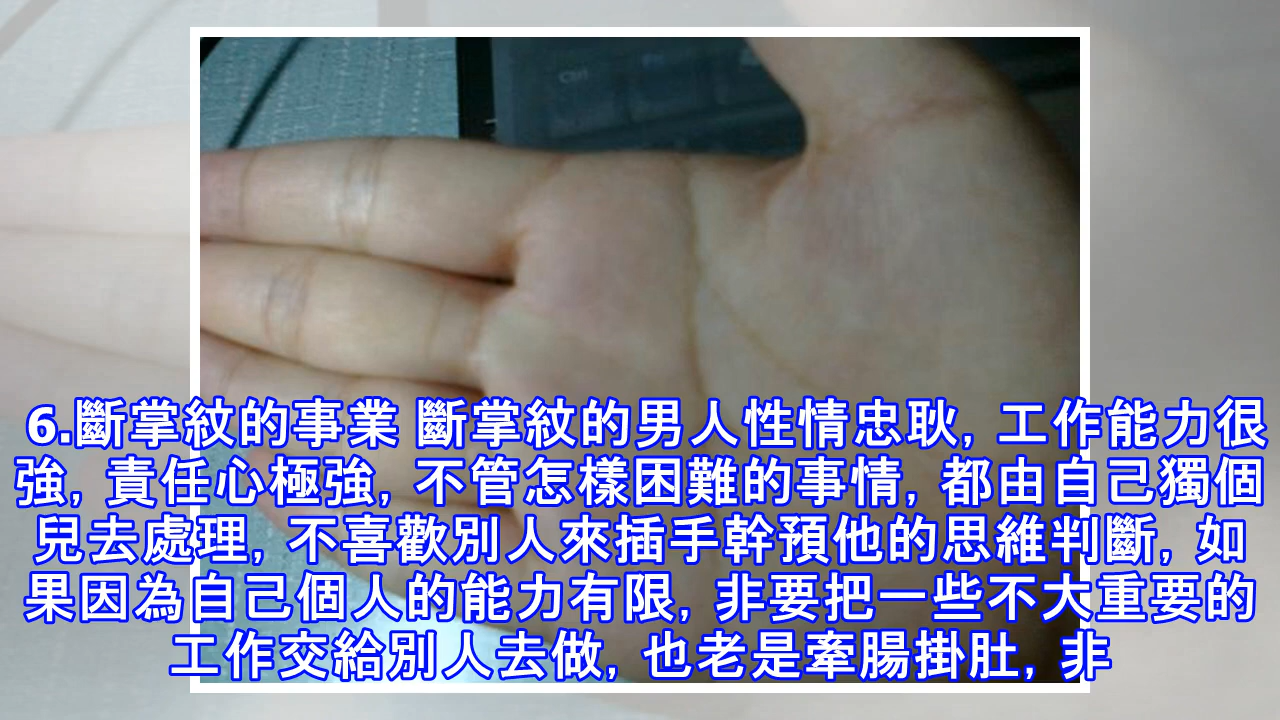 Ctrl
6.斷掌紋的事業 斷掌紋的男人性情忠耿, 工作能力很
強, 責任心極強, 不管怎樣困難的事情, 都由自己獨個
兒去處理, 不喜歡別人來插手幹預他的思維判斷, 如
果因為自己個人的能力有限, 非要把一些不大重要的
工作交給別人去做, 也老是牽腸掛肚, 非